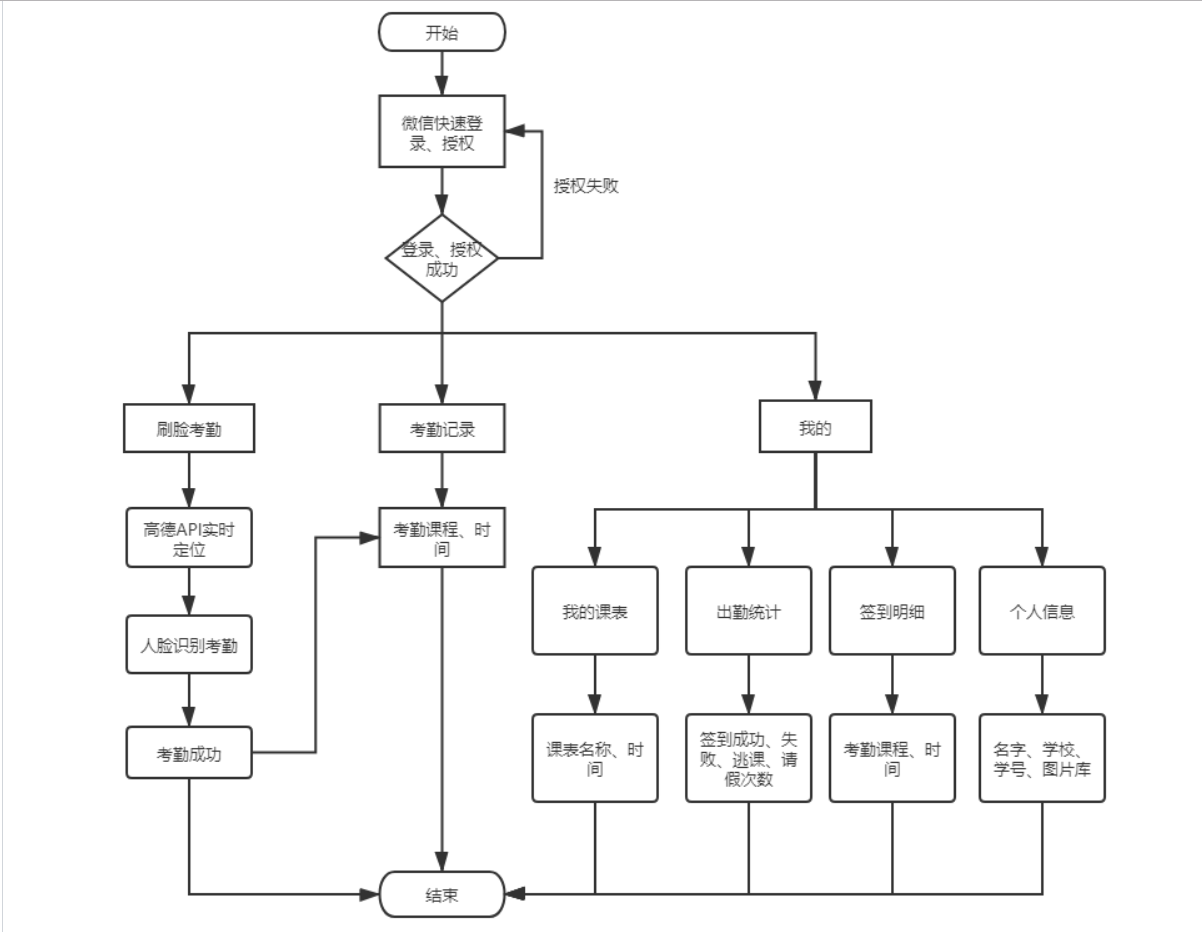 开始
微信快速登
录、授权
授权失败
登录、授权
成功
刷脸考勤
考勤记录
我的
高德API实时
定位
考勤课程、时
间
人脸识别考勤
我的课表
出勤统计
签到明细
个人信息
考勤成功
课表名称、时
间
签到成功、失
败、逃课、请
假次数
考勤课程、时
间
名字、学校、
学号、图片库
结束